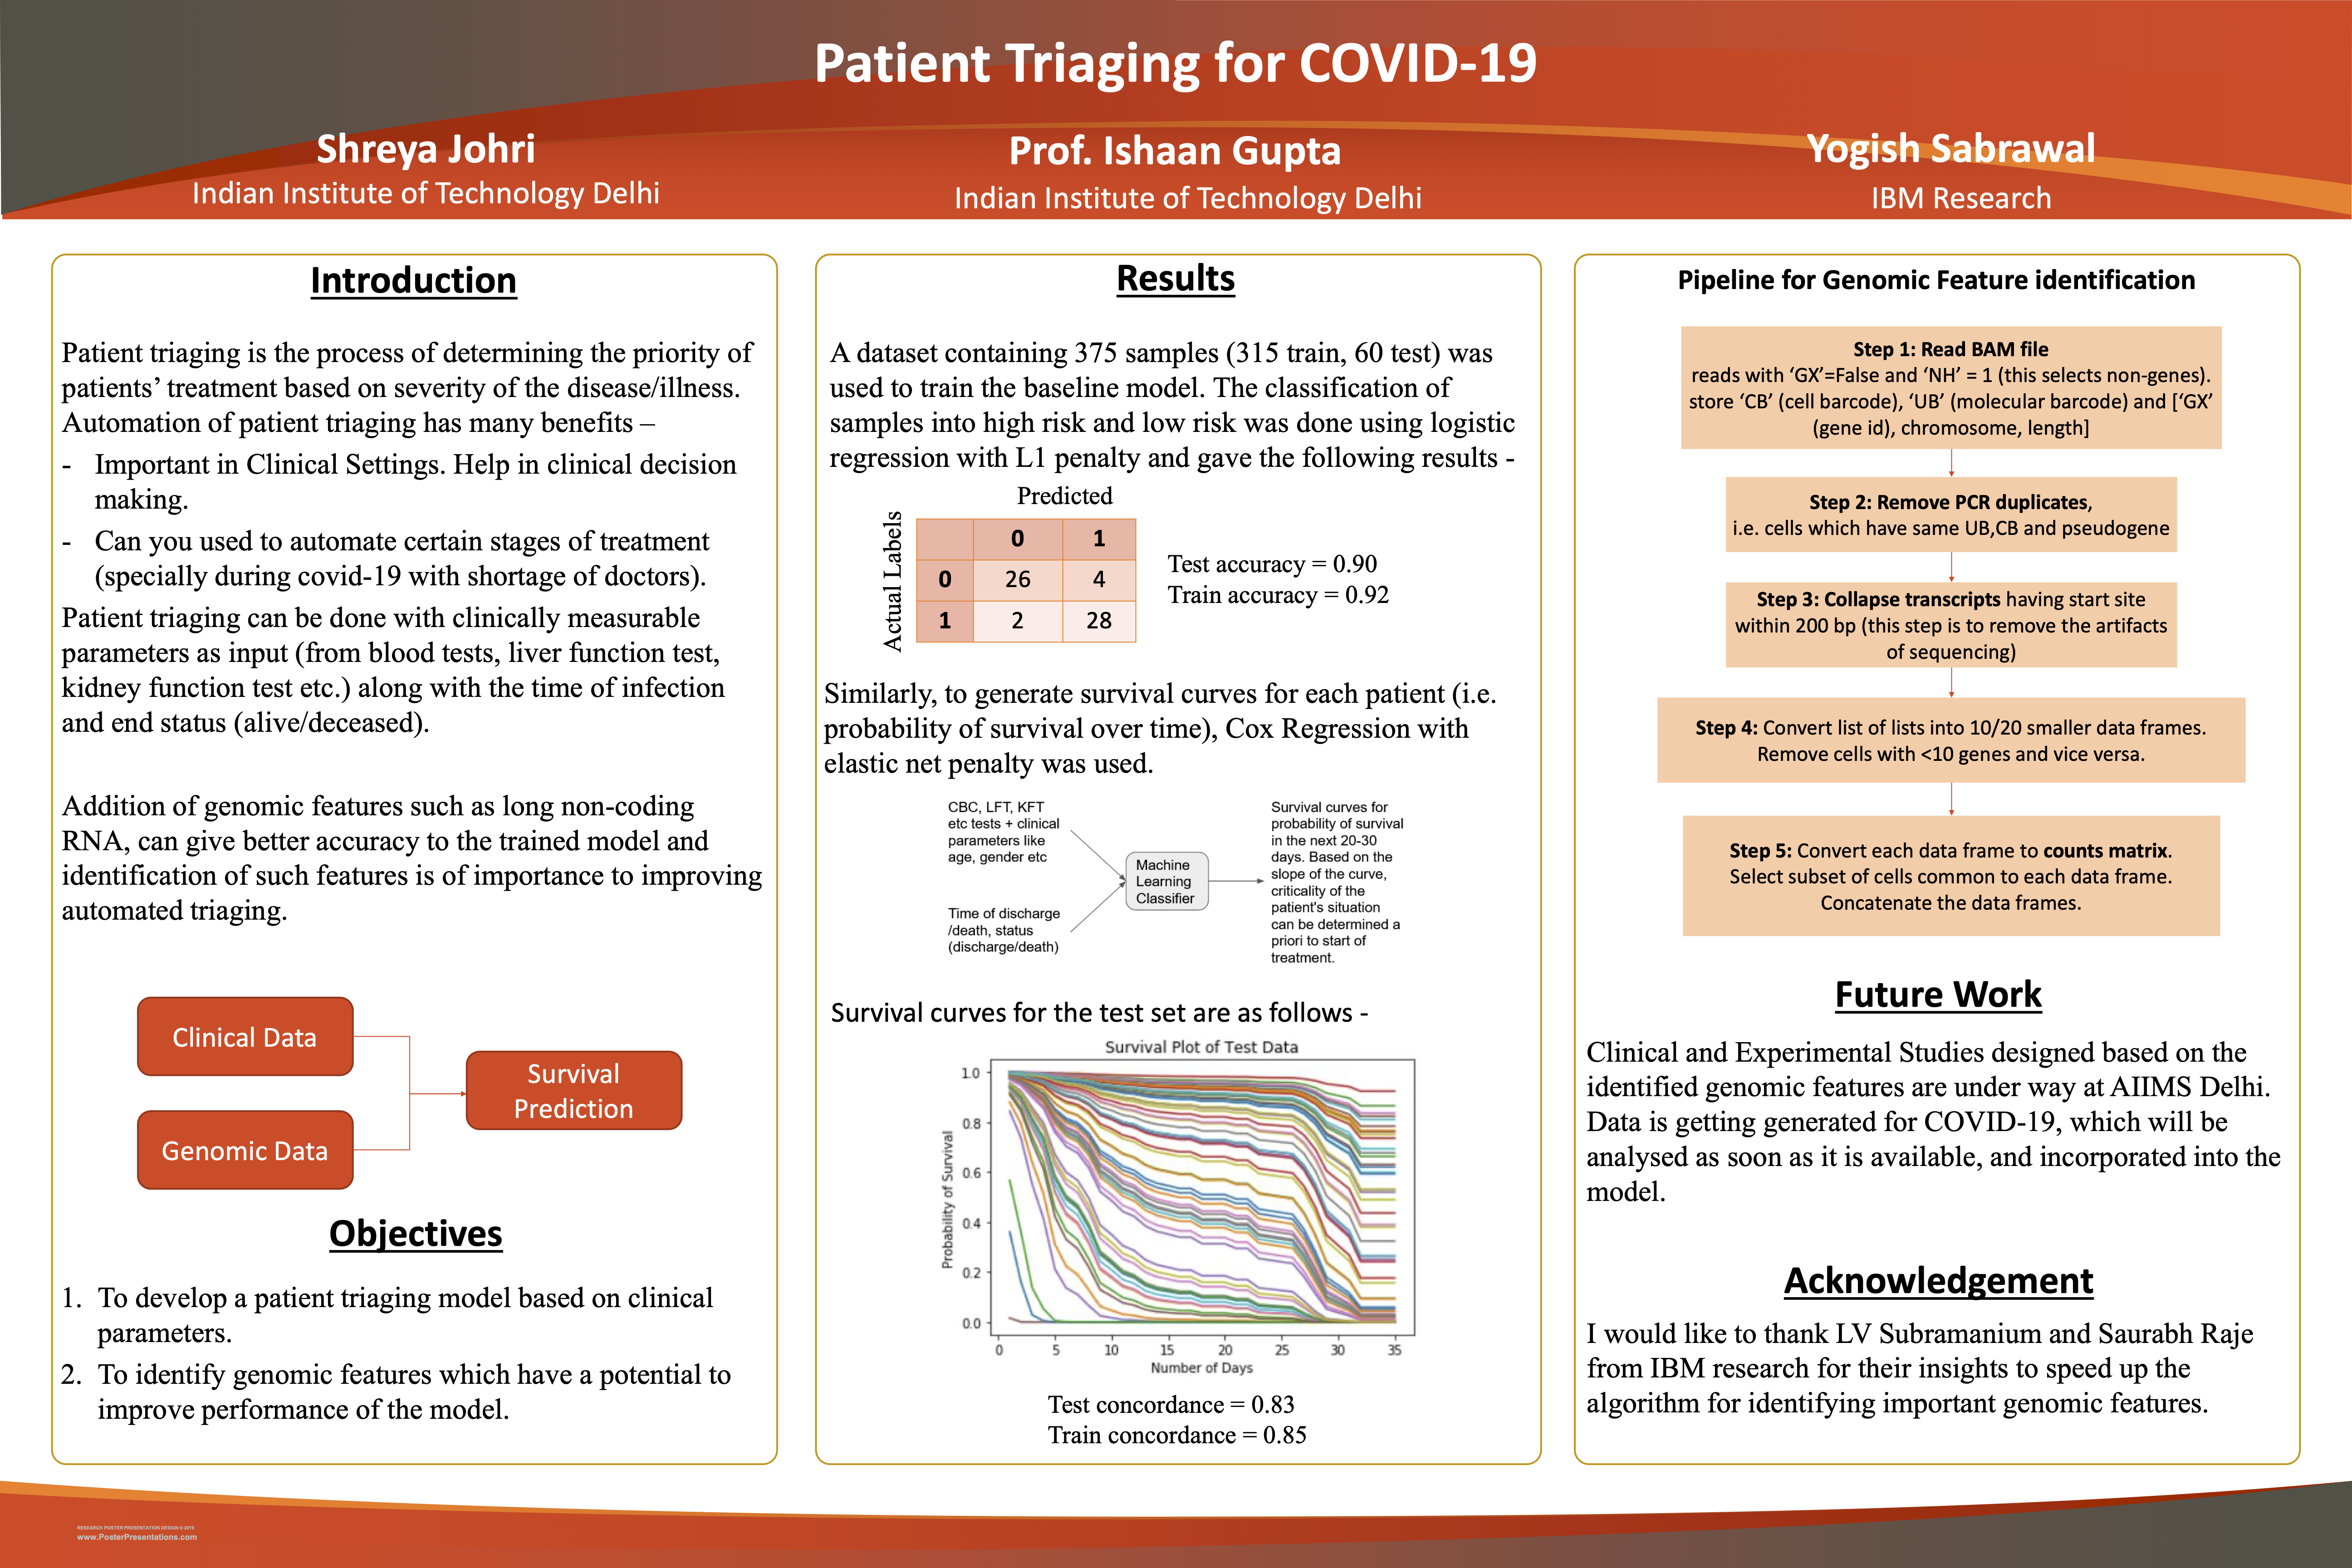 Patient Triaging for COVID-19
Shreya Johri
Indian Institute of Technology Delhi
Prof. Ishaan Gupta
Indian Institute of Technology Delhi
Yogish Sabrawal
IBM Research
Introduction
Patient triaging is the process of determining the priority of
patients' treatment based on severity of the disease/illness.
Automation of patient triaging has many benefits –
- Important in Clinical Settings. Help in clinical decision
making.
- Can you used to automate certain stages of treatment
(specially during covid-19 with shortage of doctors).
Patient triaging can be done with clinically measurable
parameters as input (from blood tests, liver function test,
kidney function test etc.) along with the time of infection
and end status (alive/deceased).
Addition of genomic features such as long non-coding
RNA, can give better accuracy to the trained model and
identification of such features is of importance to improving
automated triaging.
Clinical Data
Genomic Data
Survival
Prediction
Objectives
1. To develop a patient triaging model based on clinical
parameters.
2. To identify genomic features which have a potential to
improve performance of the model.
Results
A dataset containing 375 samples (315 train, 60 test) was
used to train the baseline model. The classification of
samples into high risk and low risk was done using logistic
regression with L1 penalty and gave the following results -
Predicted
Actual Labels
0 1
0 26 4
1 2 28
Test accuracy = 0.90
Train accuracy = 0.92
Similarly, to generate survival curves for each patient (i.e.
probability of survival over time), Cox Regression with
elastic net penalty was used.
CBC, LFT, KFT
etc tests + clinical
parameters like
age, gender etc
Time of discharge
/death, status
(discharge/death)
Machine
Learning
Classifier
Survival curves for
probability of survival
in the next 20-30
days. Based on the
slope of the curve,
criticality of the
patient's situation
can be determined a
priori to start of
treatment.
Survival curves for the test set are as follows -
Survival Plot of Test Data
Probability of Survival
1.0
0.8
0.6
0.4
0.2
0.0
0 5 10 15 20 25 30 35
Number of Days
Test concordance = 0.83
Train concordance = 0.85
Pipeline for Genomic Feature identification
Step 1: Read BAM file
reads with ‘GX’=False and ‘NH’ = 1 (this selects non-genes).
store ‘CB’ (cell barcode), ‘UB’ (molecular barcode) and [‘GX’
(gene id), chromosome, length]
Step 2: Remove PCR duplicates,
i.e. cells which have same UB,CB and pseudogene
Step 3: Collapse transcripts having start site
within 200 bp (this step is to remove the artifacts
of sequencing)
Step 4: Convert list of lists into 10/20 smaller data frames.
Remove cells with <10 genes and vice versa.
Step 5: Convert each data frame to counts matrix.
Select subset of cells common to each data frame.
Concatenate the data frames.
Future Work
Clinical and Experimental Studies designed based on the
identified genomic features are under way at AIIMS Delhi.
Data is getting generated for COVID-19, which will be
analysed as soon as it is available, and incorporated into the
model.
Acknowledgement
I would like to thank LV Subramanium and Saurabh Raje
from IBM research for their insights to speed up the
algorithm for identifying important genomic features.
RESEARCH POSTER PRESENTATION DESIGN © 2019
www.PosterPresentations.com